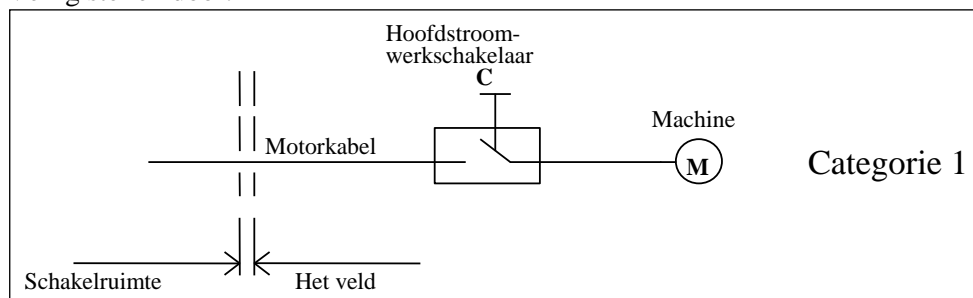 Hoofdstroom-
werkschakelaar
C
Machine
Motorkabel
M
Categorie 1
Schakelruimte
Het veld